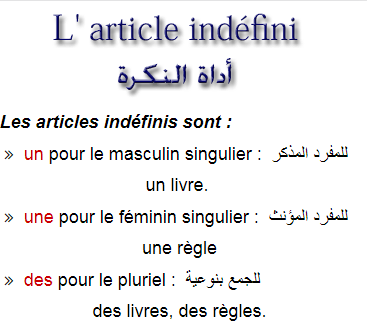 L' article indéfini
أداة النكرة
Les articles indéfinis sont :
» un pour le masculin singulier : للمفرد المذكر
un livre.
» une pour le féminin singulier : للمفرد المؤنث
une règle
» des pour le pluriel : للجمع بنوعية
des livres, des règles.